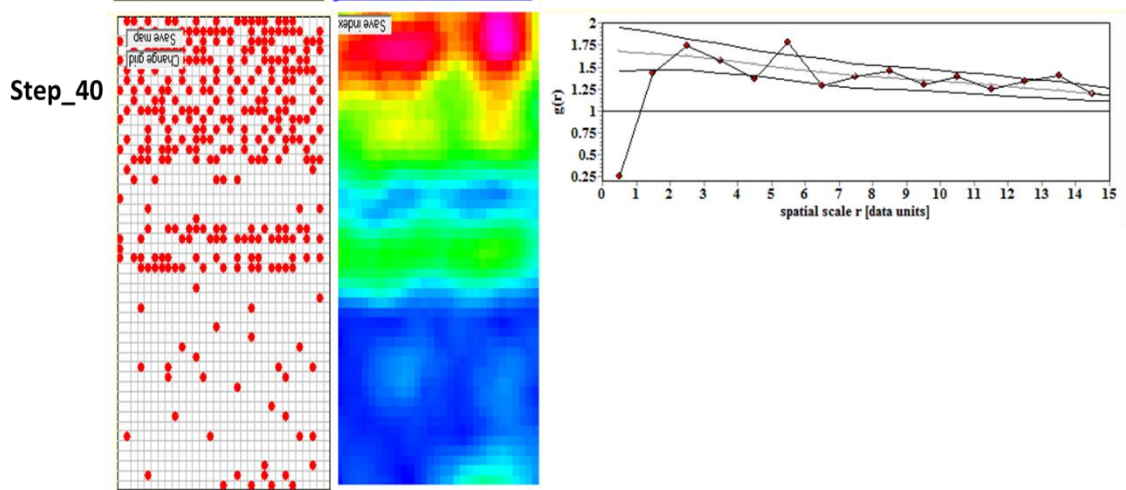 Save map
Change grid
Save index
Step_40
2
1.75
1.5
1.25
1
0.75
0.5
0.25
g(r)
0 1 2 3 4 5 6 7 8 9 10 11 12 13 14 15
spatial scale r [data units]